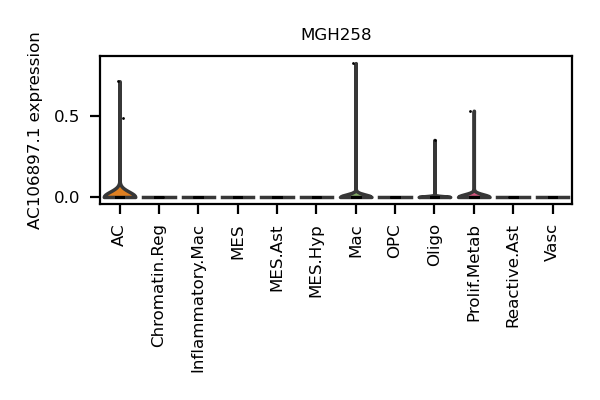 MGH258
AC106897.1 expression
0.5
0.0
AC
Chromatin.Reg
Inflammatory.Mac
MES
MES.Ast
MES.Hyp
Mac
OPC
Oligo
Prolif.Metab
Reactive.Ast
Vasc